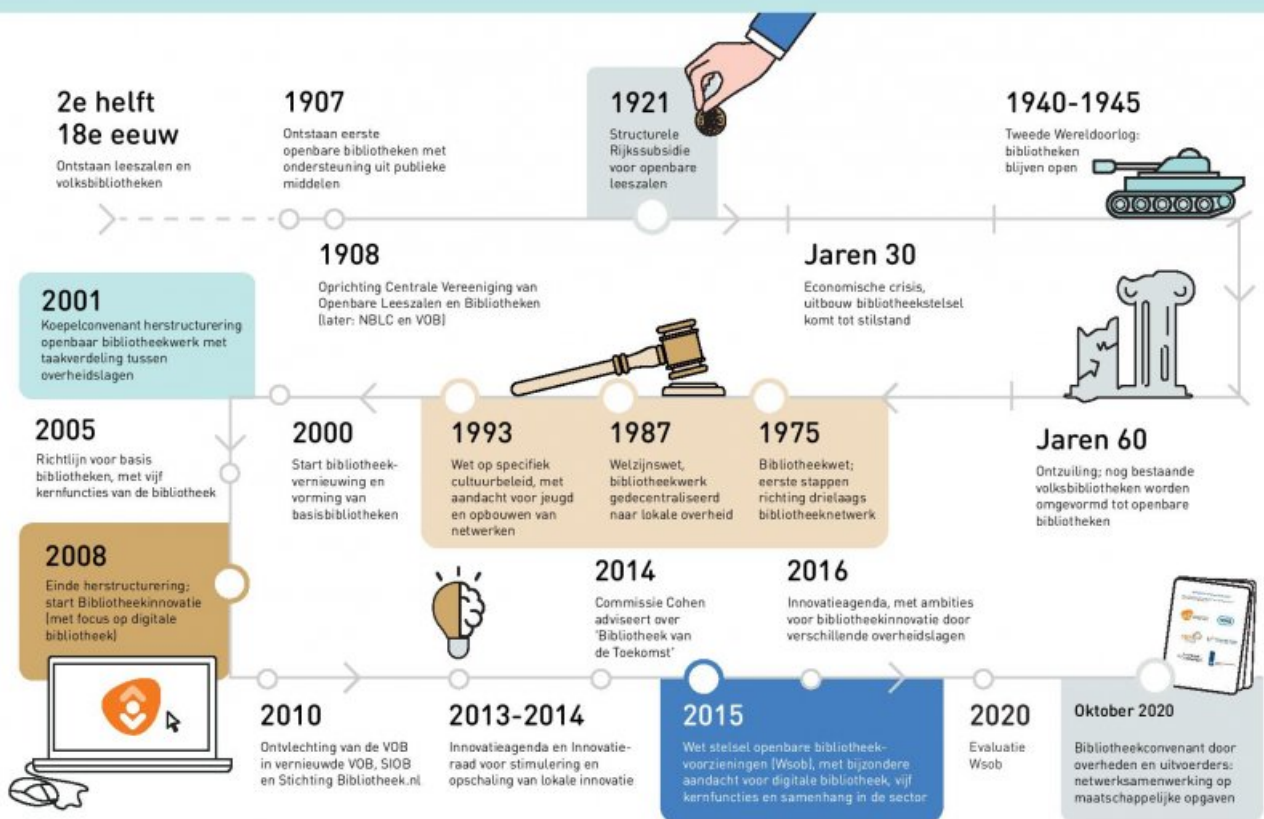 2e helft
18e eeuw
Ontstaan leeszalen en
volksbibliotheken
1907
Ontstaan eerste
openbare bibliotheken met
ondersteuning uit publieke
middelen
1908
Oprichting Centrale Vereeniging van
Openbare Leeszalen en Bibliotheken
(later: NBLC en VOB)
1921
Structurele
Rijkssubsidie
voor openbare
leeszalen
Jaren 30
Economische crisis,
uitbouw bibliotheekstelsel
komt tot stilstand
1940-1945
Tweede Wereldoorlog:
bibliotheken
blijven open
Jaren 60
Ontzuiling; nog bestaande
volksbibliotheken worden
omgevormd tot openbare
bibliotheken
1975
Bibliotheekwet;
eerste stappen
richting drielaags
bibliotheeknetwerk
1987
Welzijnswet,
bibliotheekwerk
gedecentraliseerd
naar lokale overheid
1993
Wet op specifiek
cultuurbeleid, met
aandacht voor jeugd
en opbouwen van
netwerken
2000
Start bibliotheek-
vernieuwing en
vorming van
basisbibliotheken
2001
Koepelconvenant herstructurering
openbaar bibliotheekwerk met
taakverdeling tussen
overheidslagen
2005
Richtlijn voor basis
bibliotheken, met vijf
kernfuncties van de bibliotheek
2008
Einde herstructurering;
start Bibliotheekinnovatie
(met focus op digitale
bibliotheek)
2010
Ontvlechting van de VOB
in vernieuwde VOB, SIOB
en Stichting Bibliotheek.nl
2013-2014
Innovatieagenda en Innovatie-
raad voor stimulering en
opschaling van lokale innovatie
2014
Commissie Cohen
adviseert over
'Bibliotheek van
de Toekomst'
2015
Wet stelsel openbare bibliotheek-
voorzieningen (Wsob), met bijzondere
aandacht voor digitale bibliotheek, vijf
kernfuncties en samenhang in de sector
2016
Innovatieagenda, met ambities
voor bibliotheekinnovatie door
verschillende overheidslagen
2020
Evaluatie
Wsob
Oktober 2020
Bibliotheekconvenant door
overheden en uitvoerders:
netwerksamenwerking op
maatschappelijke opgaven